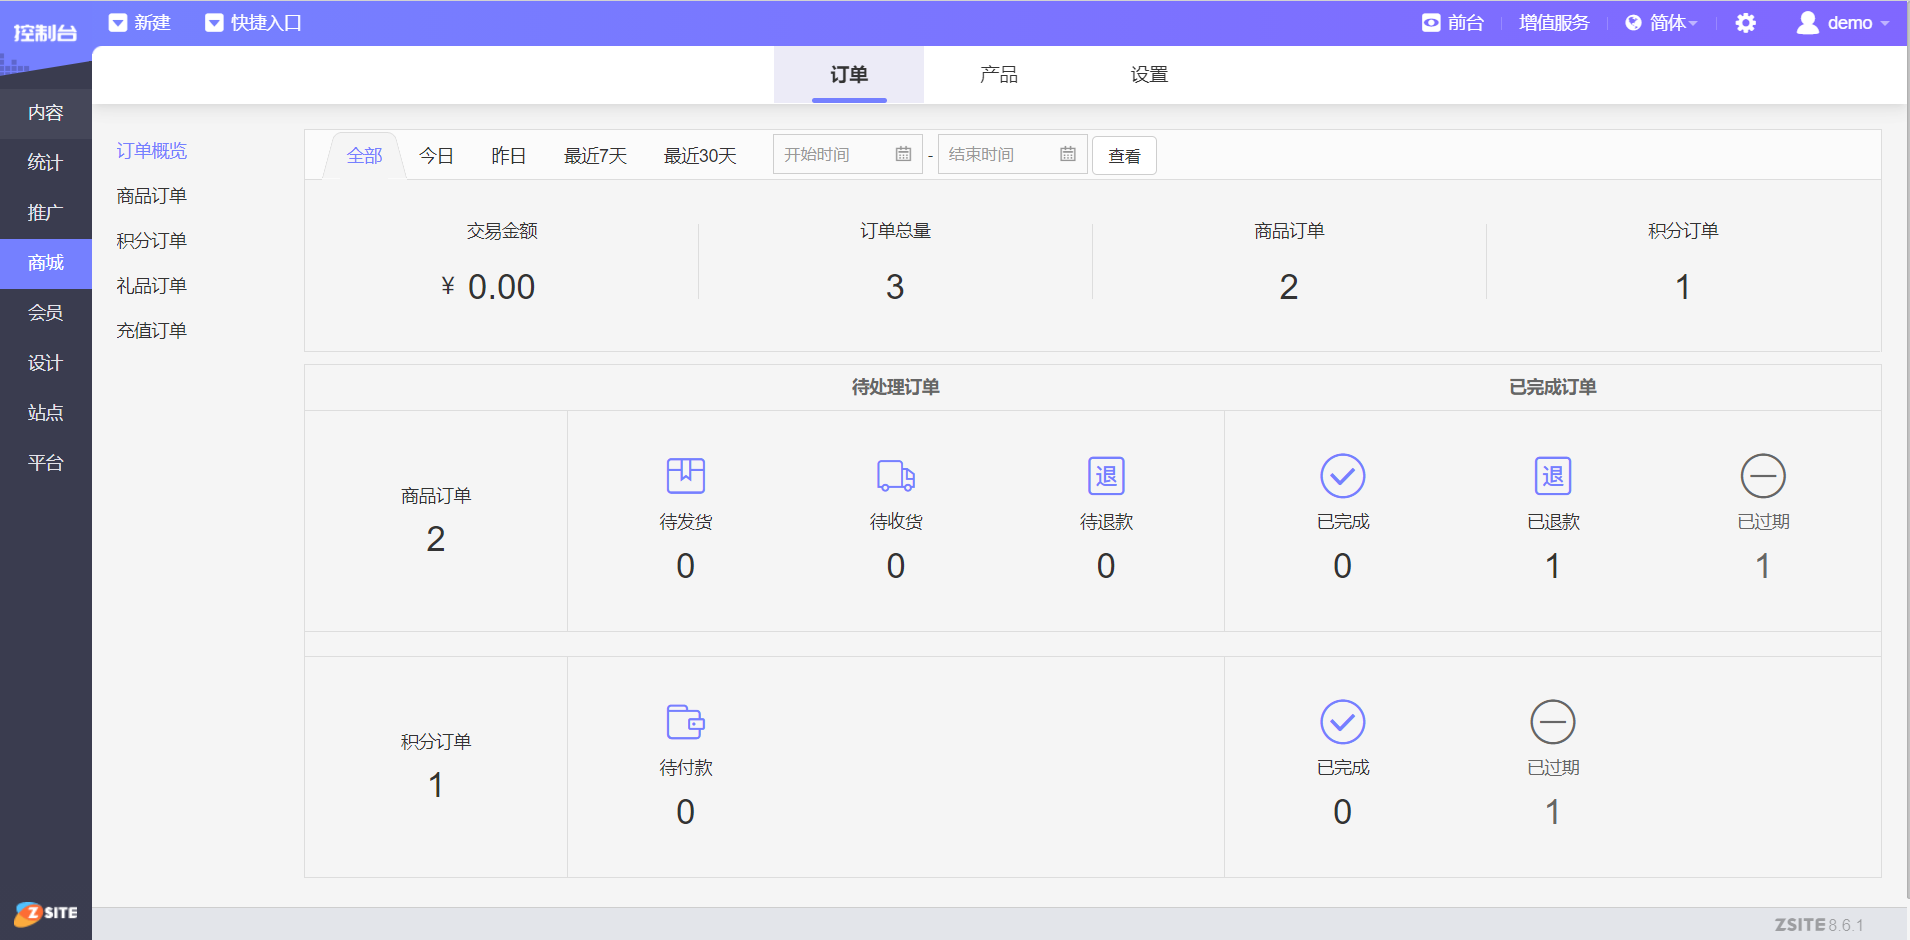 控制台
新建
快捷入口
前台
增值服务
简体
demo
订单
产品
设置
内容
统计
推广
商城
会员
设计
站点
平台
订单概览
商品订单
积分订单
礼品订单
充值订单
全部
今日
昨日
最近7天
最近30天
开始时间
-
结束时间
查看
交易金额
¥ 0.00
订单总量
3
商品订单
2
积分订单
1
待处理订单
已完成订单
商品订单
2
待发货
0
待收货
0
退
待退款
0
已完成
0
退
已退款
1
已过期
1
积分订单
1
待付款
0
已完成
0
已过期
1
ZSITE
ZSITE8.6.1